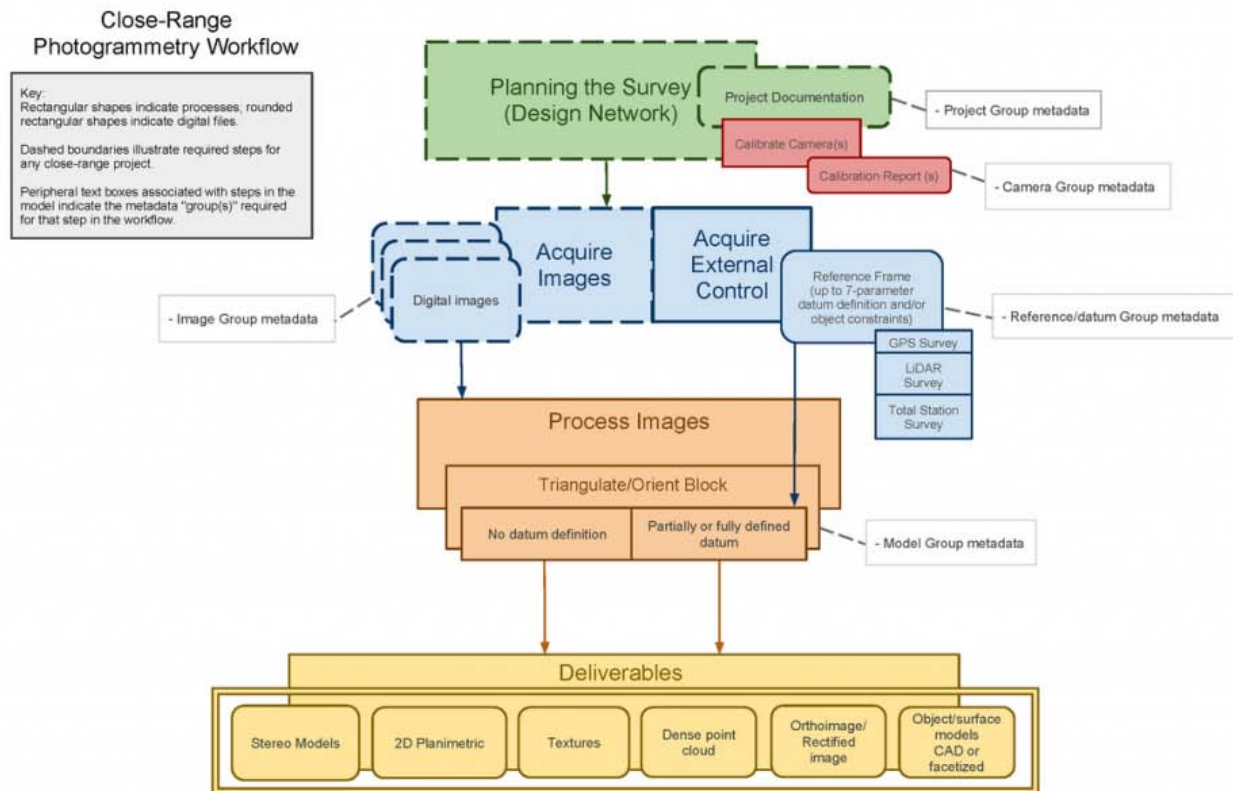 Close-Range
Photogrammetry Workflow
Key:
Rectangular shapes indicate processes; rounded
rectangular shapes indicate digital files.
Dashed boundaries illustrate required steps for
any close-range project.
Peripheral text boxes associated with steps in the
model indicate the metadata "group(s)" required
for that step in the workflow.
Planning the Survey
(Design Network)
Project Documentation
- Project Group metadata
Calibrate Camera(s)
Calibration Report (s)
- Camera Group metadata
Acquire
Images
Acquire
External
Control
Digital images
- Image Group metadata
Reference Frame
(up to 7-parameter
datum definition and/or
object constraints)
- Reference/datum Group metadata
GPS Survey
LiDAR
Survey
Total Station
Survey
Process Images
Triangulate/Orient Block
No datum definition
Partially or fully defined
datum
- Model Group metadata
Deliverables
Stereo Models
2D Planimetric
Textures
Dense point
cloud
Orthoimage/
Rectified
image
Object/surface
models
CAD or
facetized